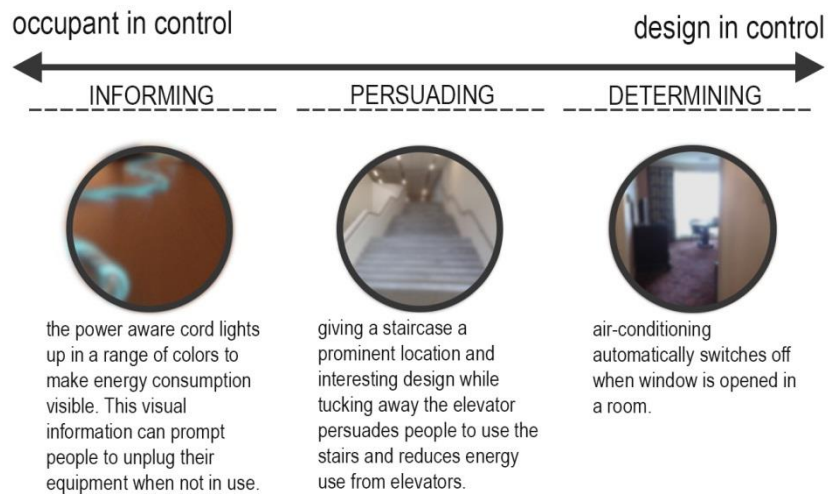 occupant in control
design in control
INFORMING
PERSUADING
DETERMINING
the power aware cord lights
up in a range of colors to
make energy consumption
visible. This visual
information can prompt
people to unplug their
equipment when not in use.
giving a staircase a
prominent location and
interesting design while
tucking away the elevator
persuades people to use the
stairs and reduces energy
use from elevators.
air-conditioning
automatically switches off
when window is opened in
a room.